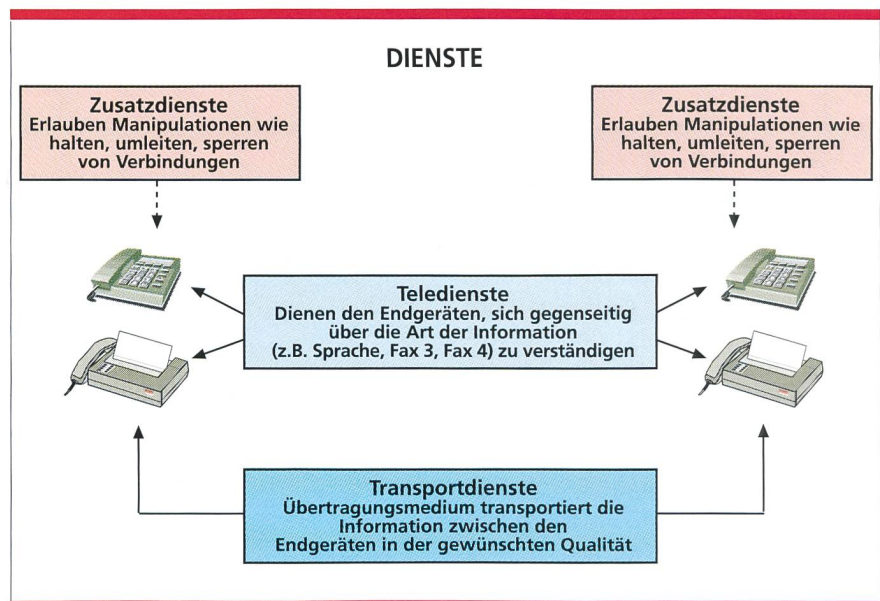 DIENSTE
Zusatzdienste
Erlauben Manipulationen wie
halten, umleiten, sperren
von Verbindungen
Zusatzdienste
Erlauben Manipulationen wie
halten, umleiten, sperren
von Verbindungen
Teledienste
Dienen den Endgeräten, sich gegenseitig
über die Art der Information
(z.B. Sprache, Fax 3, Fax 4) zu verständigen
Transportdienste
Übertragungsmedium transportiert die
Information zwischen den
Endgeräten in der gewünschten Qualität